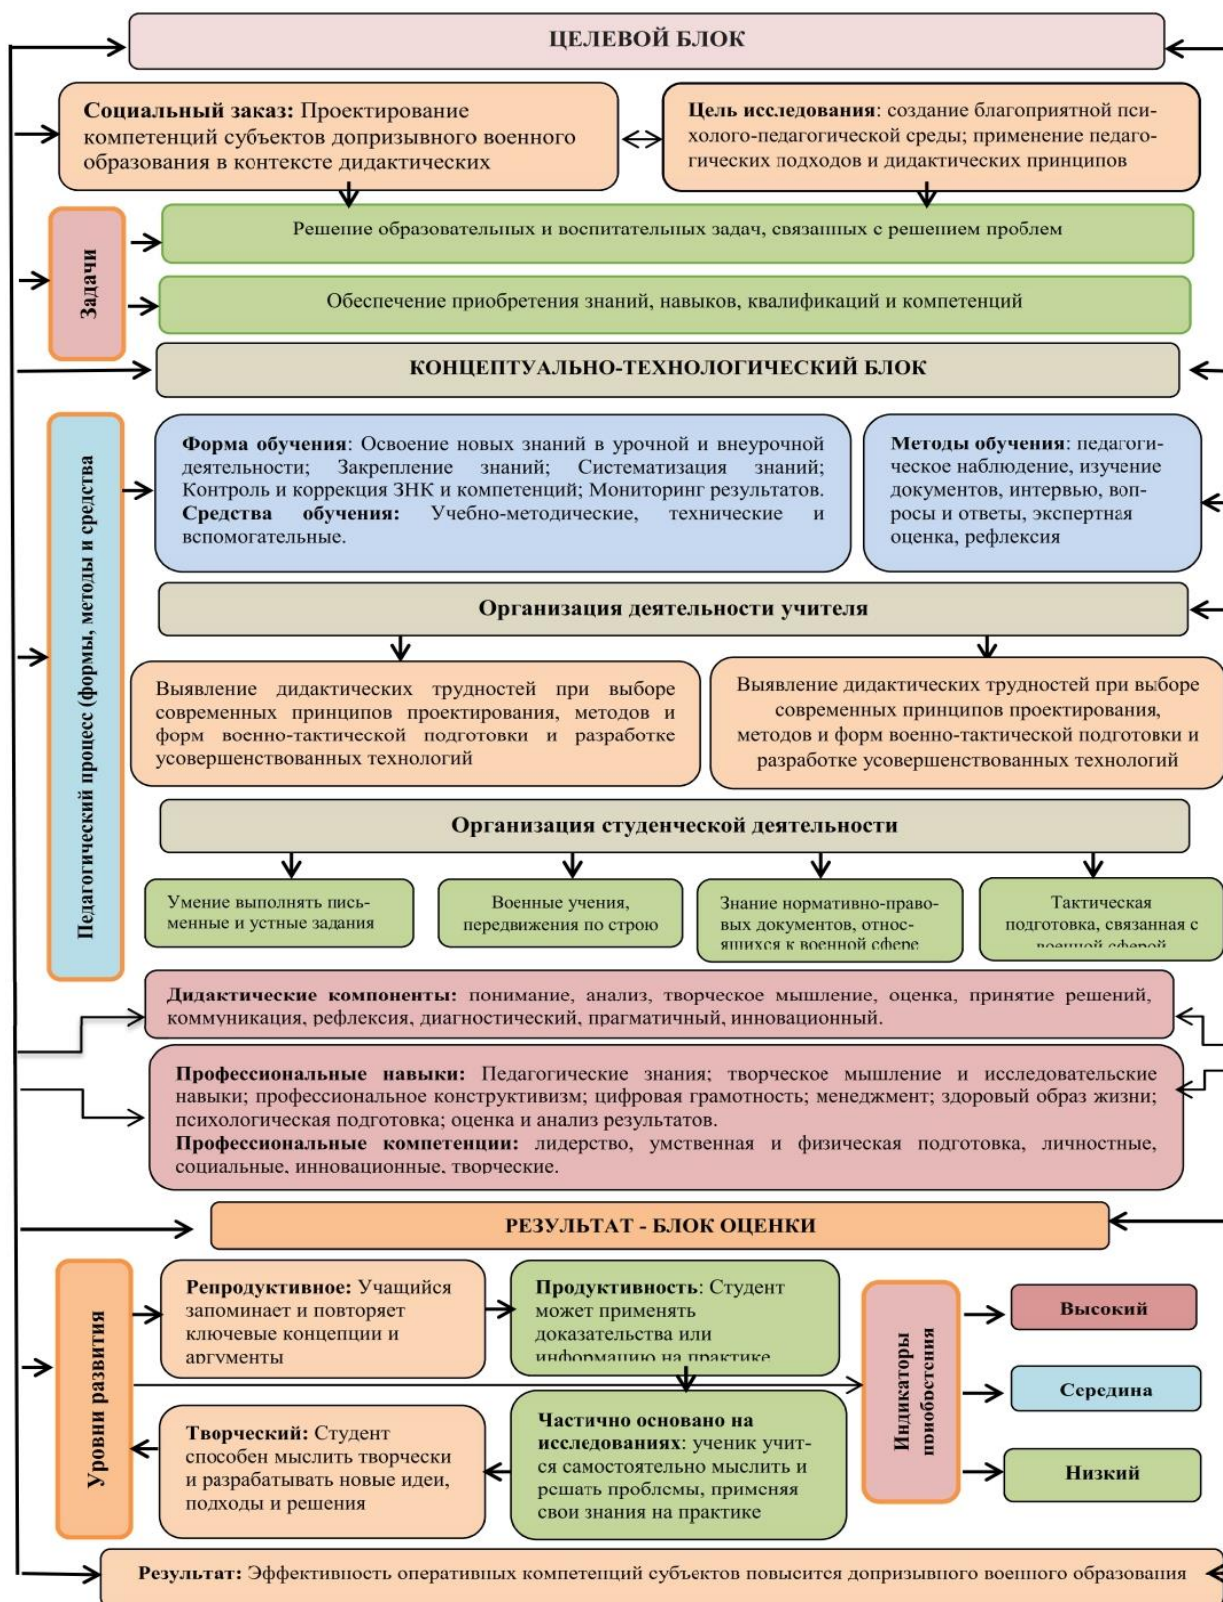 ЦЕЛЕВОЙ БЛОК
Социальный заказ: Проектирование
компетенций субъектов допризывного военного
образования в контексте дидактических
Цель исследования: создание благоприятной пси-
холого-педагогической среды; применение педаго-
гических подходов и дидактических принципов
Задачи
Решение образовательных и воспитательных задач, связанных с решением проблем
Обеспечение приобретения знаний, навыков, квалификаций и компетенций
КОНЦЕПТУАЛЬНО-ТЕХНОЛОГИЧЕСКИЙ БЛОК
Педагогический процесс (формы, методы и средства
Форма обучения: Освоение новых знаний в урочной и внеурочной
деятельности; Закрепление знаний; Систематизация знаний;
Контроль и коррекция ЗНК и компетенций; Мониторинг результатов.
Средства обучения: Учебно-методические, технические и
вспомогательные.
Методы обучения: педагоги-
ческое наблюдение, изучение
документов, интервью, воп-
росы и ответы, экспертная
оценка, рефлексия
Организация деятельности учителя
Выявление дидактических трудностей при выборе
современных принципов проектирования, методов и
форм военно-тактической подготовки и разработке
усовершенствованных технологий
Выявление дидактических трудностей при выборе
современных принципов проектирования,
методов и форм военно-тактической подготовки и
разработке усовершенствованных технологий
Организация студенческой деятельности
Умение выполнять пись-
менные и устные задания
Военные учения,
передвижения по строю
Знание нормативно-право-
вых документов, относ-
ящихся к военной сфере
Тактическая
подготовка, связанная с
военной сферой
Дидактические компоненты: понимание, анализ, творческое мышление, оценка, принятие решений,
коммуникация, рефлексия, диагностический, прагматичный, инновационный.
Профессиональные навыки: Педагогические знания; творческое мышление и исследовательские
навыки; профессиональное конструктивизм; цифровая грамотность; менеджмент; здоровый образ жизни;
психологическая подготовка; оценка и анализ результатов.
Профессиональные компетенции: лидерство, умственная и физическая подготовка, личностные,
социальные, инновационные, творческие.
РЕЗУЛЬТАТ - БЛОК ОЦЕНКИ
Уровни развития
Репродуктивное: Учащийся
запоминает и повторяет
ключевые концепции и
аргументы
Продуктивность: Студент
может применять
доказательства или
информацию на практике
Творческий: Студент
способен мыслить творчески
и разрабатывать новые идеи,
подходы и решения
Частично основано на
исследованиях: ученик учит-
ся самостоятельно мыслить и
решать проблемы, применяя
свои знания на практике
Индикаторы
приобретения
Высокий
Середина
Низкий
Результат: Эффективность оперативных компетенций субъектов повысится допризывного военного образования